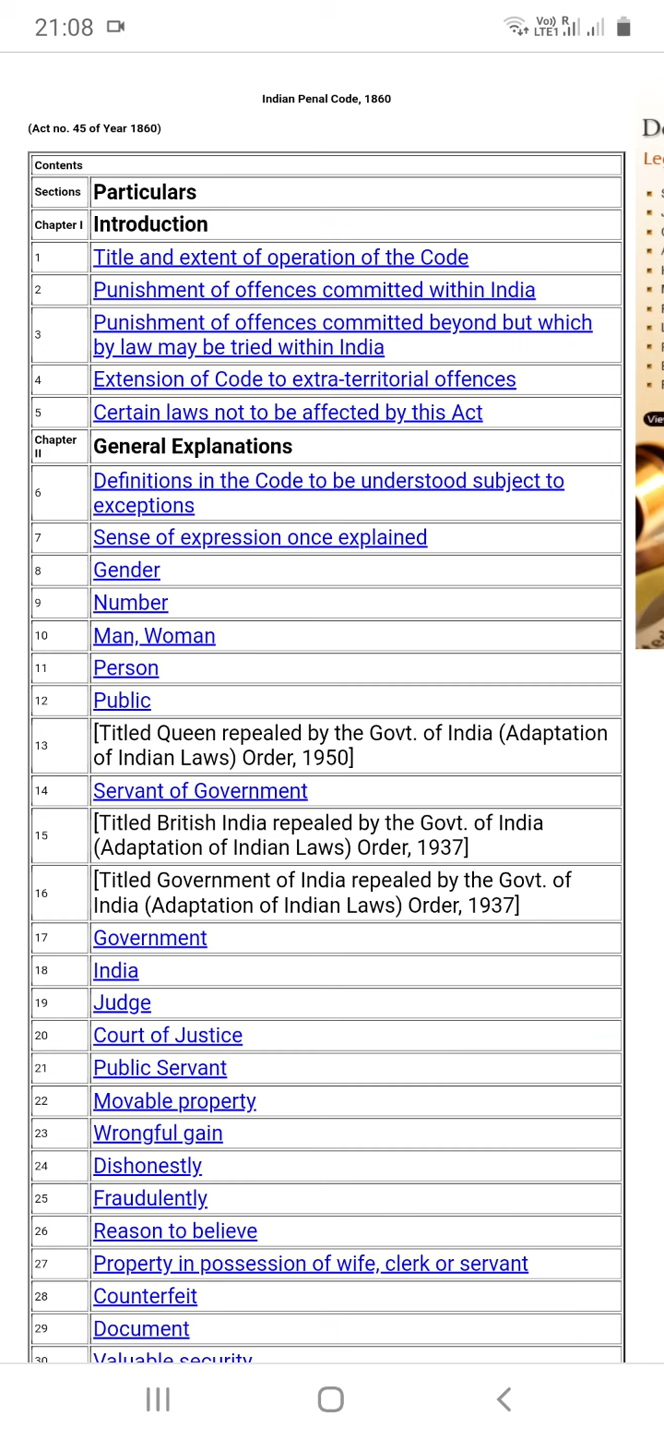 21:08
Vo)) R
LTE1
Indian Penal Code, 1860
(Act no. 45 of Year 1860)
Contents
Sections Particulars
Chapter I Introduction
1 Title and extent of operation of the Code
2 Punishment of offences committed within India
3 Punishment of offences committed beyond but which
by law may be tried within India
4 Extension of Code to extra-territorial offences
5 Certain laws not to be affected by this Act
Chapter
II General Explanations
6 Definitions in the Code to be understood subject to
exceptions
7 Sense of expression once explained
8 Gender
9 Number
10 Man, Woman
11 Person
12 Public
13 [Titled Queen repealed by the Govt. of India (Adaptation
of Indian Laws) Order, 1950]
14 Servant of Government
15 [Titled British India repealed by the Govt. of India
(Adaptation of Indian Laws) Order, 1937]
16 [Titled Government of India repealed by the Govt. of
India (Adaptation of Indian Laws) Order, 1937]
17 Government
18 India
19 Judge
20 Court of Justice
21 Public Servant
22 Movable property
23 Wrongful gain
24 Dishonestly
25 Fraudulently
26 Reason to believe
27 Property in possession of wife, clerk or servant
28 Counterfeit
29 Document
30 Valuable security